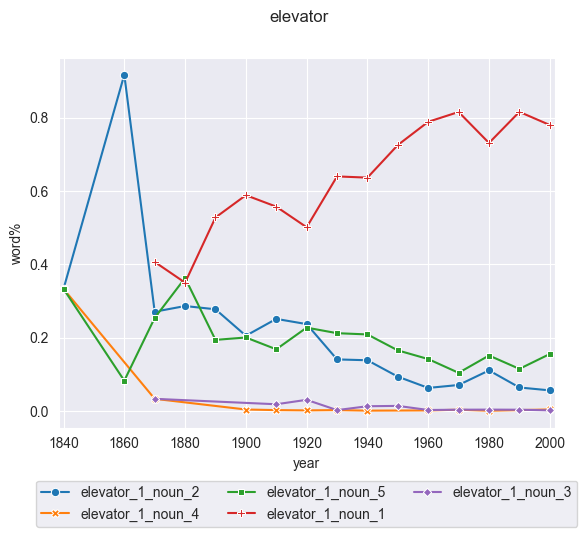 elevator
0.8
0.6
0.4
0.2
0.0
word%
1840 1860 1880 1900 1920 1940 1960 1980 2000
year
elevator_1_noun_2 elevator_1_noun_5 elevator_1_noun_3
elevator_1_noun_4 elevator_1_noun_1